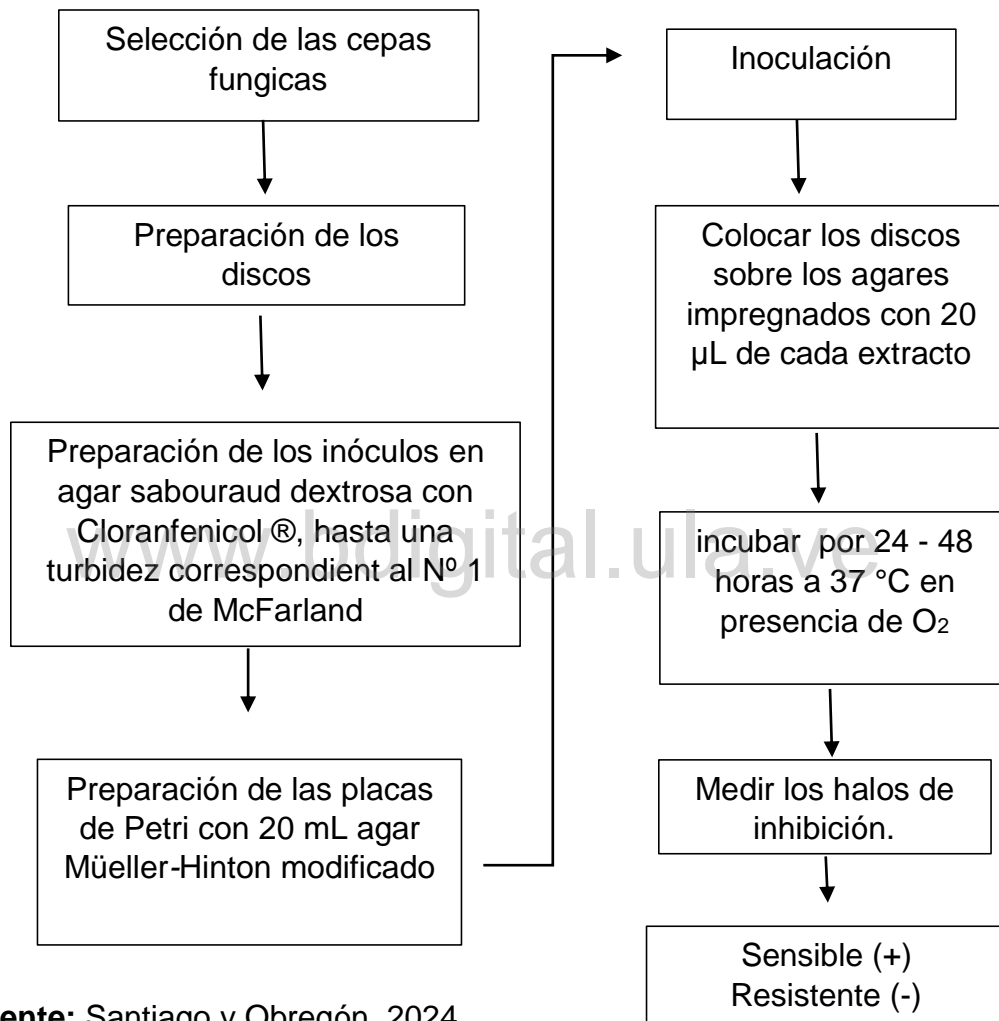 Selección de las cepas
fungicas
Preparación de los
discos
Preparación de los inóculos en
agar sabouraud dextrosa con
Cloranfenicol ®, hasta una
turbidez correspondient al Nº 1
de McFarland
Preparación de las placas
de Petri con 20 mL agar
Müeller-Hinton modificado
Inoculación
Colocar los discos
sobre los agares
impregnados con 20
µL de cada extracto
incubar por 24 - 48
horas a 37 °C en
presencia de O2
Medir los halos de
inhibición.
Sensible (+)
Resistente (-)
ente: Santiago y Obregón, 2024
www.bdigital.ula.ve